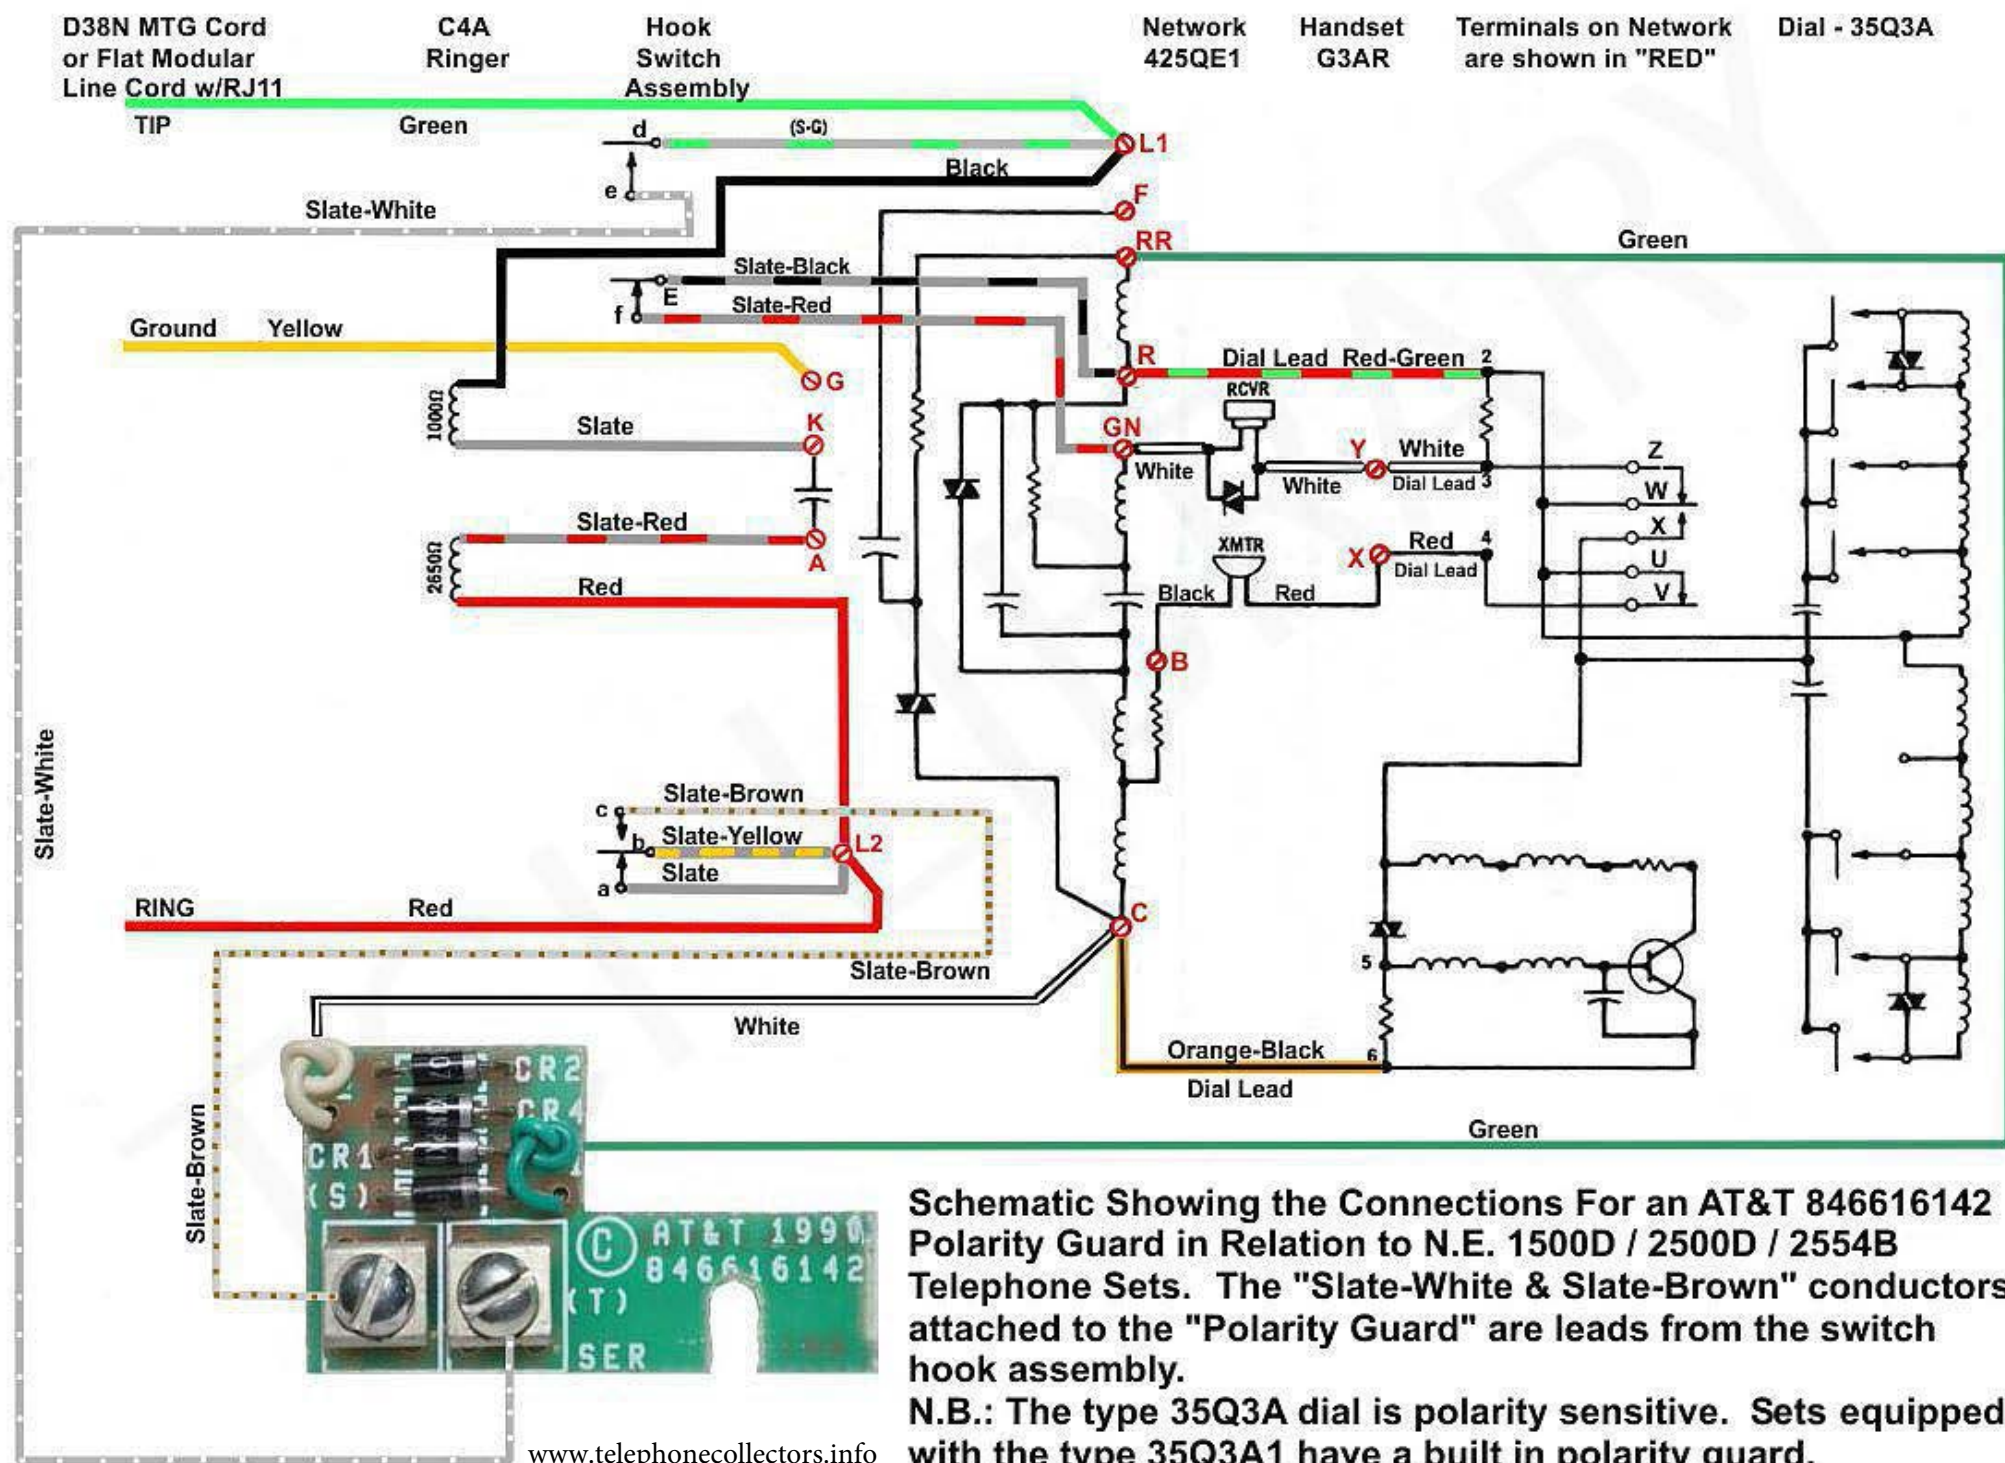 D38N MTG Cord
or Flat Modular
Line Cord w/RJ11
C4A
Ringer
Hook
Switch
Assembly
Network
425QE1
Handset
G3AR
Terminals on Network
are shown in "RED"
Dial - 35Q3A
TIP
Green
d
(S-G)
L1
Black
e
Slate-White
F
RR
Green
Slate-Black
E
Slate-Red
f
Ground
Yellow
G
R
Dial Lead
Red-Green
2
RCVR
1000Ω
Slate
K
GN
White
White
Y
White
Dial Lead
3
Z
W
X
U
V
Slate-Red
A
2650Ω
Red
XMTR
X
Red
4
Dial Lead
Black
Red
B
Slate-White
Slate-Brown
c
b
Slate-Yellow
L2
Slate
a
RING
Red
C
Slate-Brown
5
White
Orange-Black
6
Dial Lead
Green
Slate-Brown
CR2
CR4
CR1
(S)
© AT&T 1990
846616142
(T)
SER
Schematic Showing the Connections For an AT&T 846616142
Polarity Guard in Relation to N.E. 1500D / 2500D / 2554B
Telephone Sets. The "Slate-White & Slate-Brown" conductors
attached to the "Polarity Guard" are leads from the switch
hook assembly.
N.B.: The type 35Q3A dial is polarity sensitive. Sets equipped
with the type 35Q3A1 have a built in polarity guard.
www.telephonecollectors.info